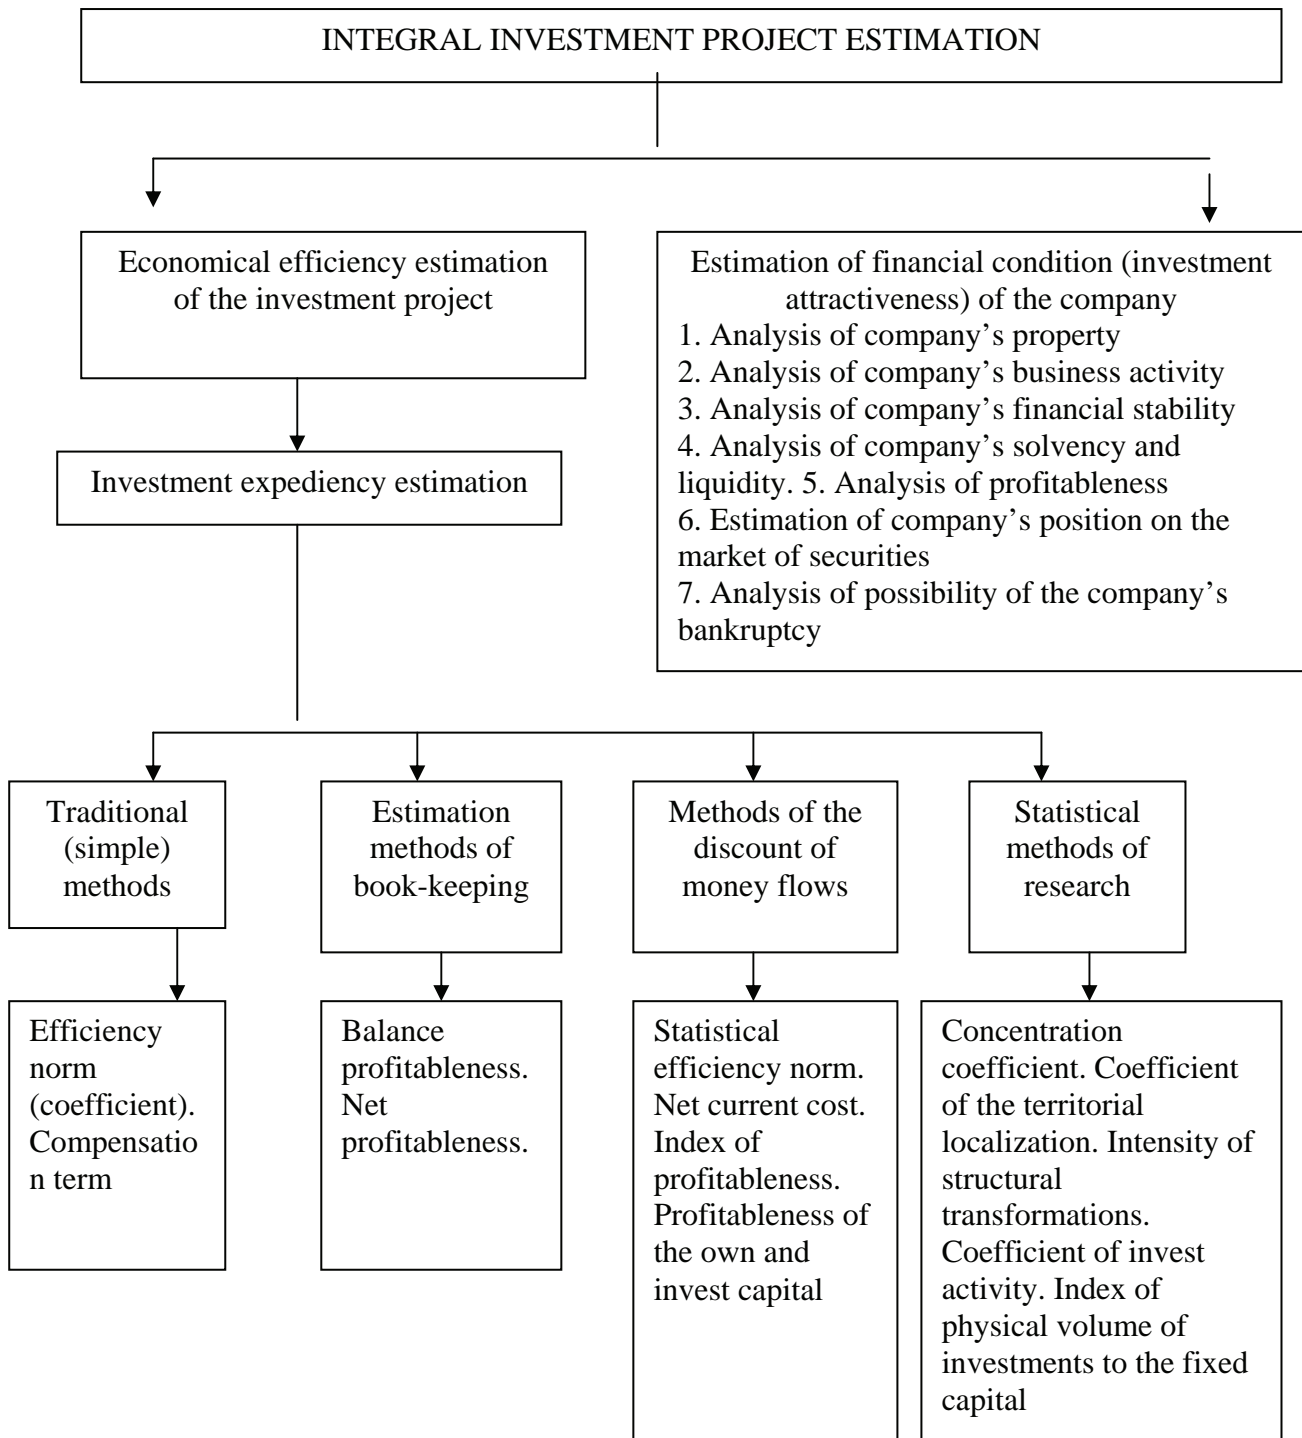 INTEGRAL INVESTMENT PROJECT ESTIMATION
Economical efficiency estimation
of the investment project
Estimation of financial condition (investment
attractiveness) of the company
1. Analysis of company’s property
2. Analysis of company’s business activity
3. Analysis of company’s financial stability
4. Analysis of company’s solvency and
liquidity. 5. Analysis of profitableness
6. Estimation of company’s position on the
market of securities
7. Analysis of possibility of the company’s
bankruptcy
Investment expediency estimation
Traditional
(simple)
methods
Estimation
methods of
book-keeping
Methods of the
discount of
money flows
Statistical
methods of
research
Efficiency
norm
(coefficient).
Compensatio
n term
Balance
profitableness.
Net
profitableness.
Statistical
efficiency norm.
Net current cost.
Index of
profitableness.
Profitableness of
the own and
invest capital
Concentration
coefficient. Coefficient
of the territorial
localization. Intensity of
structural
transformations.
Coefficient of invest
activity. Index of
physical volume of
investments to the fixed
capital